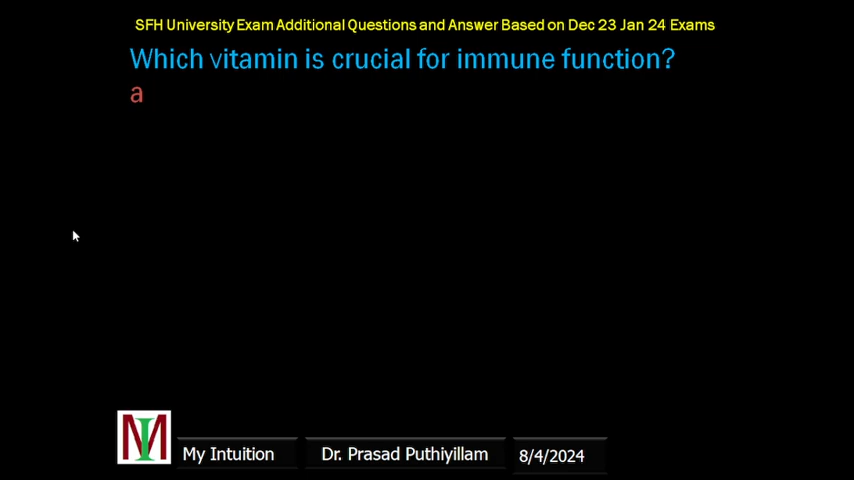 SFH University Exam Additional Questions and Answer Based on Dec 23 Jan 24 Exams
Which vitamin is crucial for immune function?
a
MI
My Intuition
Dr. Prasad Puthiyillam
8/4/2024